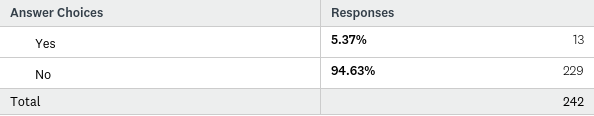 Answer Choices Responses
Yes 5.37% 13
No 94.63% 229
Total 242